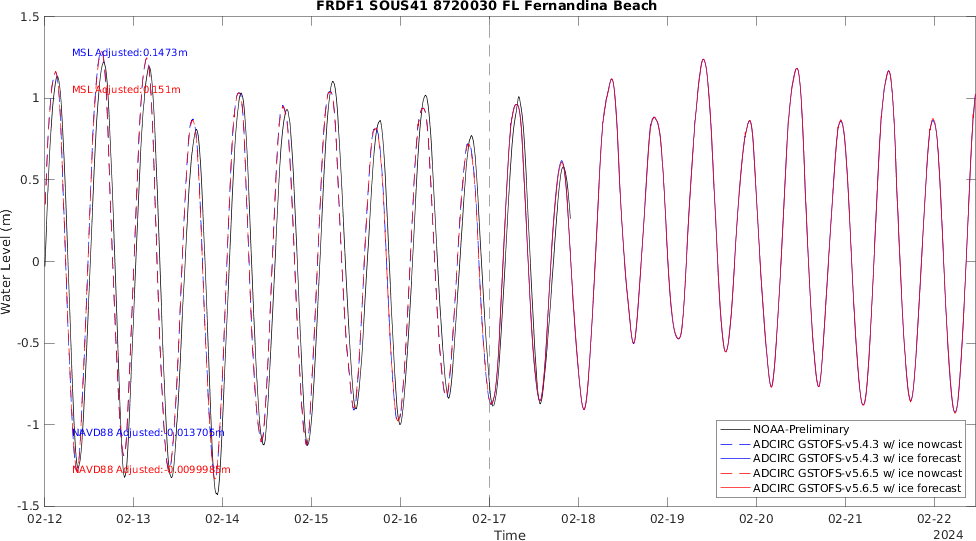 FRDF1 SOUS41 8720030 FL Fernandina Beach
1.5
MSL Adjusted:0.1473m
MSL Adjusted:0.151m
1
0.5
0
-0.5
-1
-1.5
Water Level (m)
NAVD88 Adjusted:-0.013705m
NAVD88 Adjusted:-0.0099985m
NOAA-Preliminary
ADCIRC GSTOFS-v5.4.3 w/ ice nowcast
ADCIRC GSTOFS-v5.4.3 w/ ice forecast
ADCIRC GSTOFS-v5.6.5 w/ ice nowcast
ADCIRC GSTOFS-v5.6.5 w/ ice forecast
02-12 02-13 02-14 02-15 02-16 02-17 02-18 02-19 02-20 02-21 02-22
Time
2024